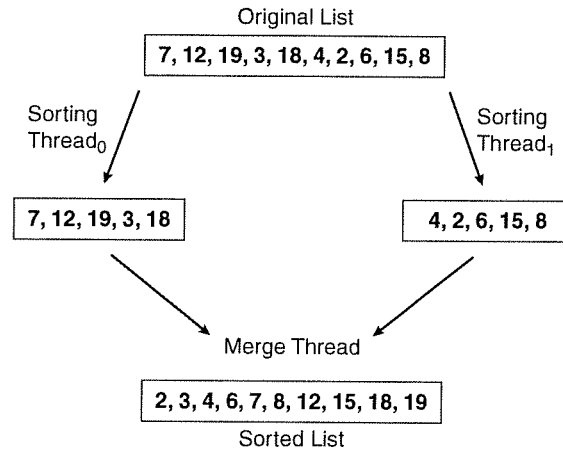 Original List
7, 12, 19, 3, 18, 4, 2, 6, 15, 8
Sorting
Thread0
Sorting
Thread1
7, 12, 19, 3, 18
4, 2, 6, 15, 8
Merge Thread
2, 3, 4, 6, 7, 8, 12, 15, 18, 19
Sorted List